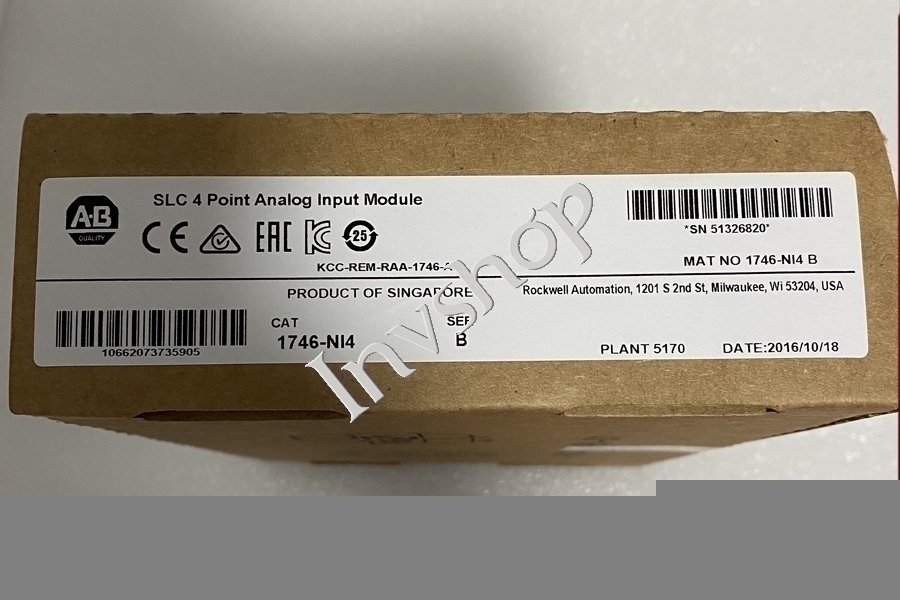 A-B
QUALITY
SLC 4 Point Analog Input Module
CE EAC 25
KCC-REM-RAA-1746-
*SN 51326820*
MAT NO 1746-NI4 B
PRODUCT OF SINGAPORE
Rockwell Automation, 1201 S 2nd St, Milwaukee, Wi 53204, USA
10662073735905
CAT
1746-NI4
SER
B
PLANT 5170
DATE:2016/10/18
Invshop